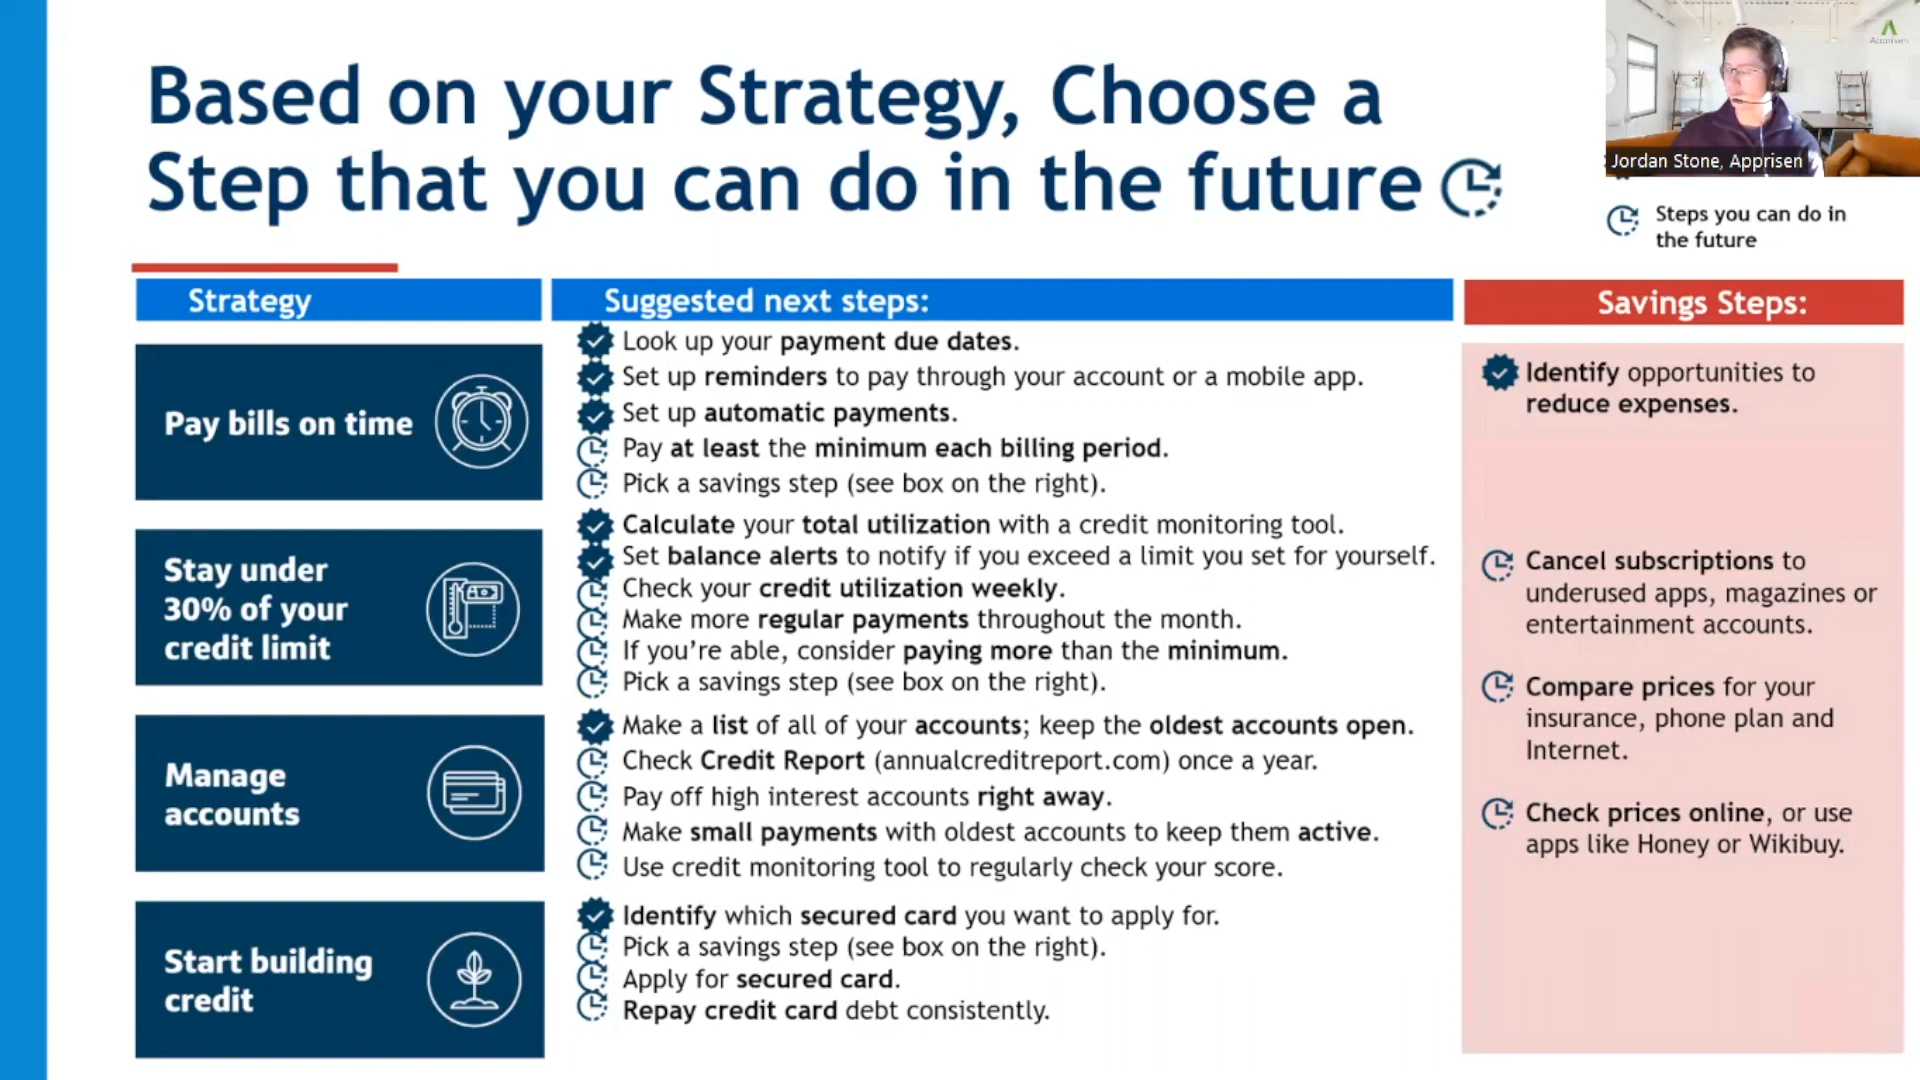 Based on your Strategy, Choose a
Step that you can do in the future
Jordan Stone, Apprisen
Steps you can do in
the future
Strategy
Suggested next steps:
Savings Steps:
Pay bills on time
Look up your payment due dates.
Set up reminders to pay through your account or a mobile app.
Set up automatic payments.
Pay at least the minimum each billing period.
Pick a savings step (see box on the right).
Stay under
30% of your
credit limit
Calculate your total utilization with a credit monitoring tool.
Set balance alerts to notify if you exceed a limit you set for yourself.
Check your credit utilization weekly.
Make more regular payments throughout the month.
If you're able, consider paying more than the minimum.
Pick a savings step (see box on the right).
Manage
accounts
Make a list of all of your accounts; keep the oldest accounts open.
Check Credit Report (annualcreditreport.com) once a year.
Pay off high interest accounts right away.
Make small payments with oldest accounts to keep them active.
Use credit monitoring tool to regularly check your score.
Start building
credit
Identify which secured card you want to apply for.
Pick a savings step (see box on the right).
Apply for secured card.
Repay credit card debt consistently.
Identify opportunities to
reduce expenses.
Cancel subscriptions to
underused apps, magazines or
entertainment accounts.
Compare prices for your
insurance, phone plan and
Internet.
Check prices online, or use
apps like Honey or Wikibuy.